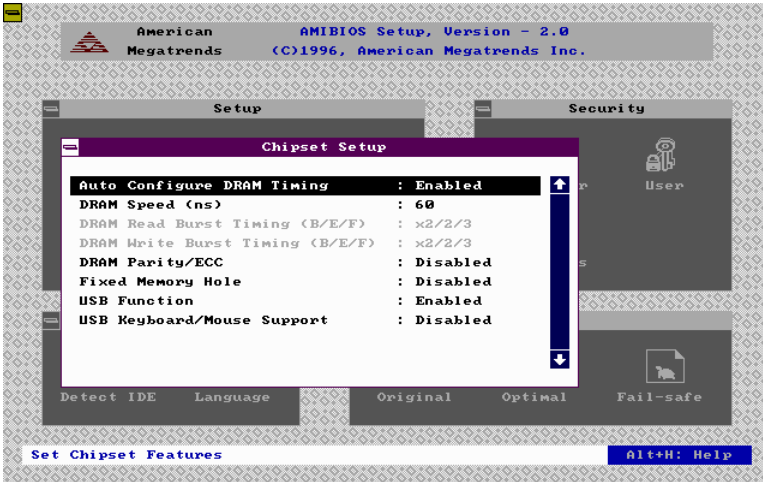 American
Megatrends
AMIBIOS Setup, Version - 2.0
(C)1996, American Megatrends Inc.
Setup
Security
Chipset Setup
Auto Configure DRAM Timing : Enabled
DRAM Speed (ns) : 60
DRAM Read Burst Timing (B/E/F) : x2/2/3
DRAM Write Burst Timing (B/E/F) : x2/2/3
DRAM Parity/ECC : Disabled
Fixed Memory Hole : Disabled
USB Function : Enabled
USB Keyboard/Mouse Support : Disabled
r
User
s
Detect IDE
Language
Original
Optimal
Fail-safe
Set Chipset Features
Alt+H: Help